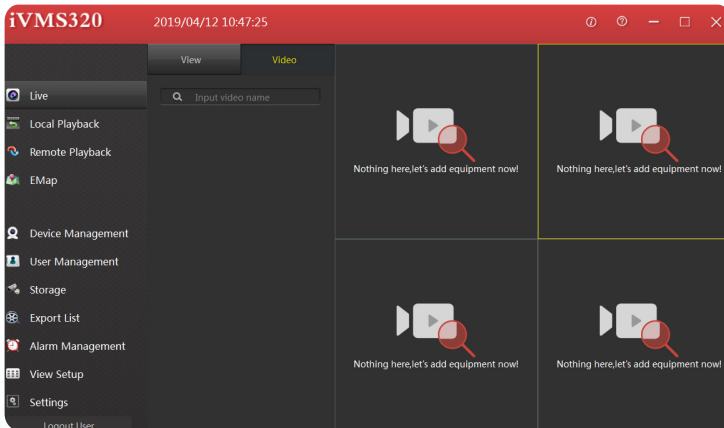 iVMS320 2019/04/12 10:47:25
View Video
Input video name
Live
Local Playback
Remote Playback
EMap
Device Management
User Management
Storage
Export List
Alarm Management
View Setup
Settings
Logout User
Nothing here,let's add equipment now!
Nothing here,let's add equipment now!
Nothing here,let's add equipment now!
Nothing here,let's add equipment now!